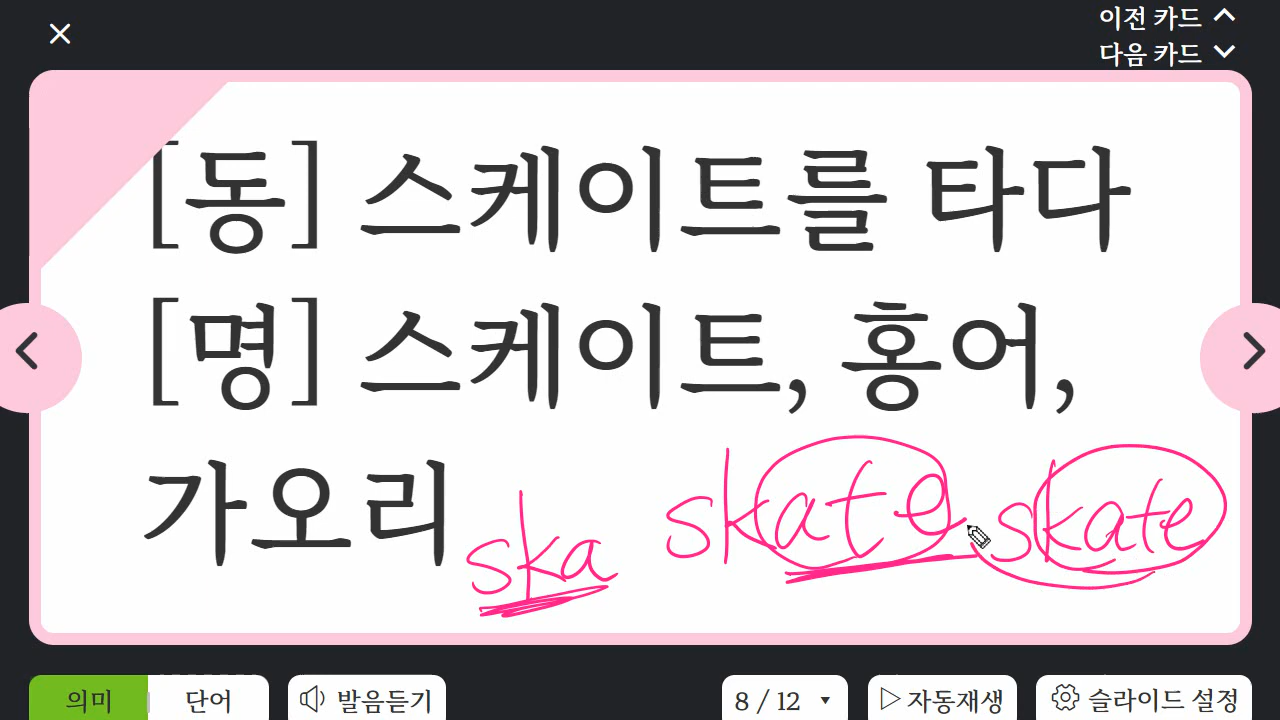 이전 카드
다음 카드
[동] 스케이트를 타다
[명] 스케이트, 홍어,
가오리
ska skate skate
의미 단어 발음듣기 8 / 12 자동재생 슬라이드 설정